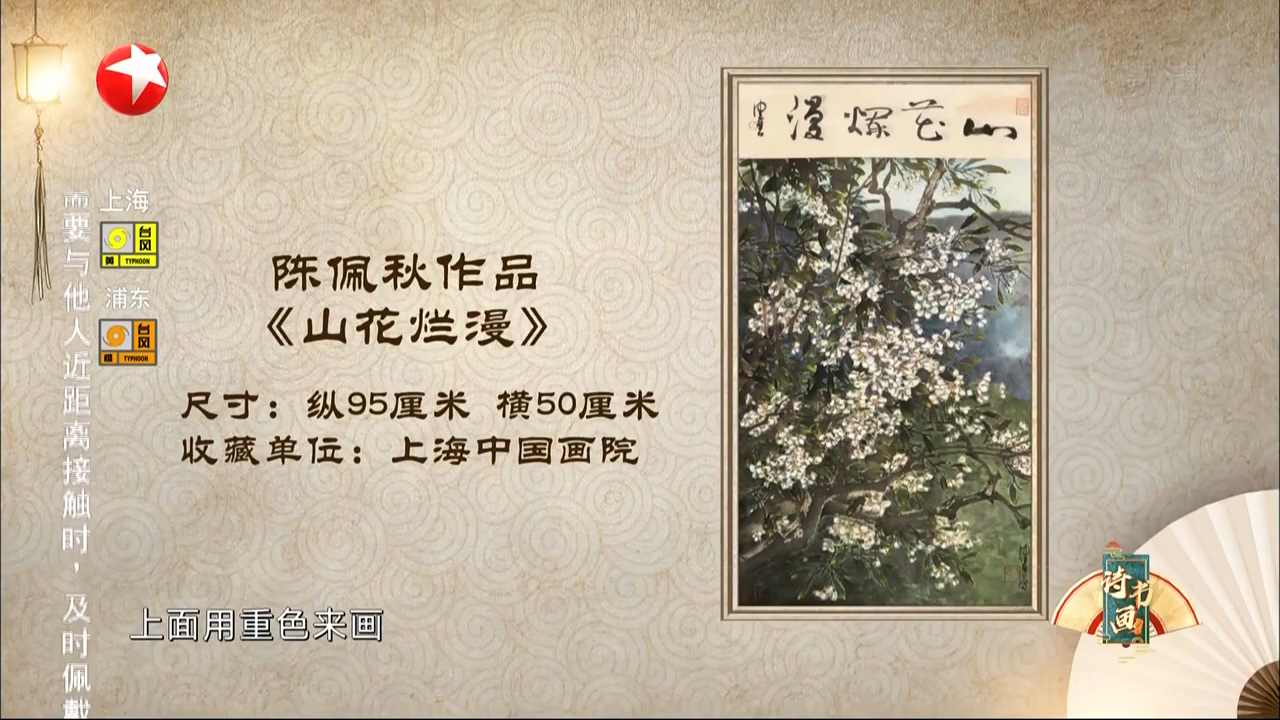 上海
台风
黄 TYPHOON
浦东
台风
橙 TYPHOON
需要与他人近距离接触时，及时佩戴
陈佩秋作品
《山花烂漫》
尺寸：纵95厘米 横50厘米
收藏单位：上海中国画院
山花爛漫
诗书画
上面用重色来画